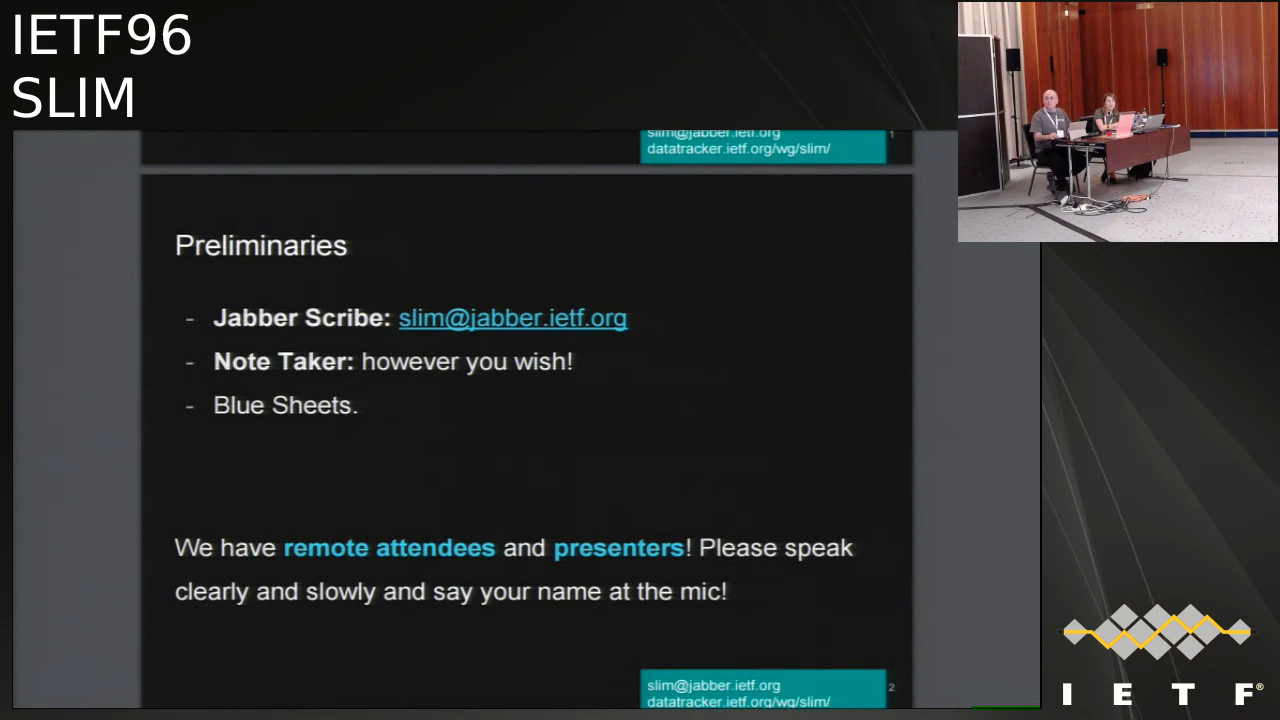 IETF96
SLIM
slim@jabber.ietf.org
datatracker.ietf.org/wg/slim/
1
Preliminaries
- Jabber Scribe: slim@jabber.ietf.org
- Note Taker: however you wish!
- Blue Sheets.
We have remote attendees and presenters! Please speak
clearly and slowly and say your name at the mic!
slim@jabber.ietf.org
datatracker.ietf.org/wg/slim/
2
I E T F®